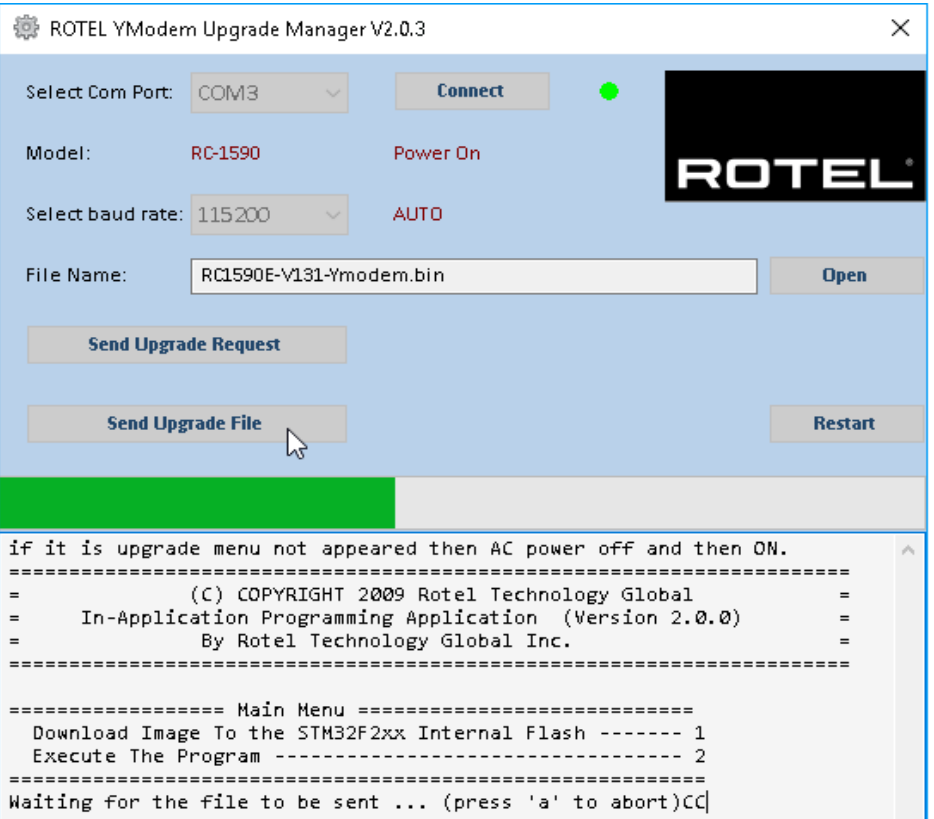 ROTEL YModem Upgrade Manager V2.0.3
Select Com Port: COM3 Connect
ROTEL
Model: RC-1590 Power On
Select baud rate: 115200 AUTO
File Name: RC1590E-V131-Ymodem.bin Open
Send Upgrade Request
Send Upgrade File Restart
if it is upgrade menu not appeared then AC power off and then ON.
======================================================================
= (C) COPYRIGHT 2009 Rotel Technology Global =
= In-Application Programming Application (Version 2.0.0) =
= By Rotel Technology Global Inc. =
======================================================================
================== Main Menu ============================
Download Image To the STM32F2xx Internal Flash ------- 1
Execute The Program ---------------------------------- 2
==========================================================
Waiting for the file to be sent ... (press 'a' to abort)CC